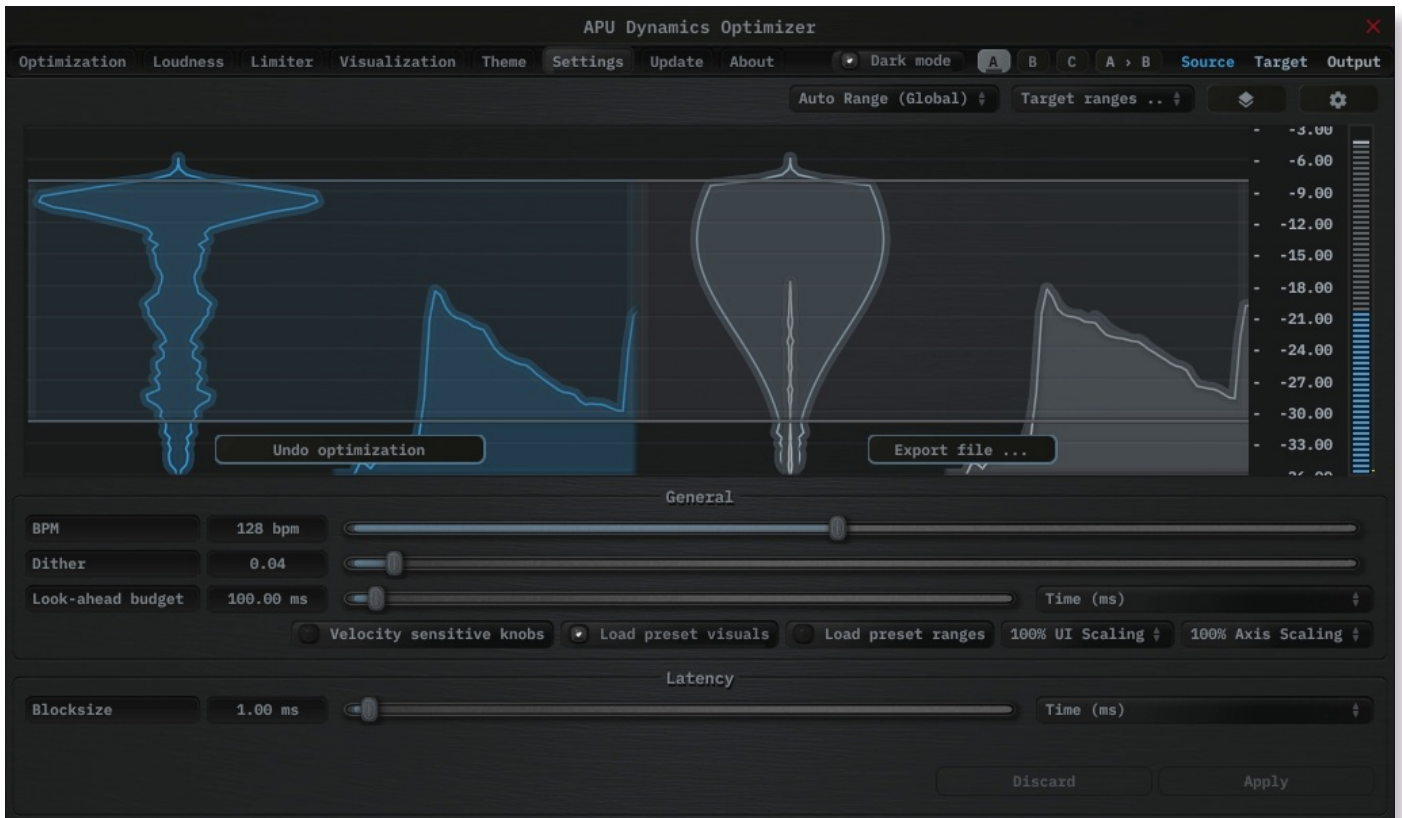 APU Dynamics Optimizer
Optimization Loudness Limiter Visualization Theme Settings Update About Dark mode A B C A › B Source Target Output
Auto Range (Global) Target ranges ..
- -3.00
- -6.00
- -9.00
- -12.00
- -15.00
- -18.00
- -21.00
- -24.00
- -27.00
- -30.00
- -33.00
Undo optimization Export file ...
General
BPM 128 bpm
Dither 0.04
Look-ahead budget 100.00 ms Time (ms)
Velocity sensitive knobs Load preset visuals Load preset ranges 100% UI Scaling 100% Axis Scaling
Latency
Blocksize 1.00 ms Time (ms)
Discard Apply